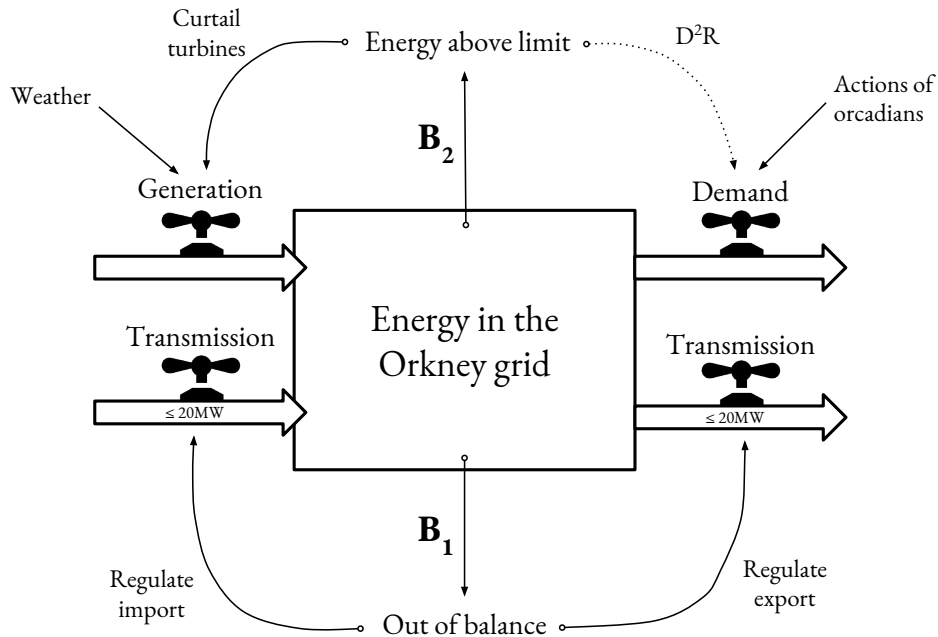 Curtail
turbines
Energy above limit
D²R
Weather
Actions of
orcadians
B₂
Generation
Demand
Energy in the
Orkney grid
Transmission
Transmission
≤ 20MW
≤ 20MW
B₁
Regulate
import
Regulate
export
Out of balance